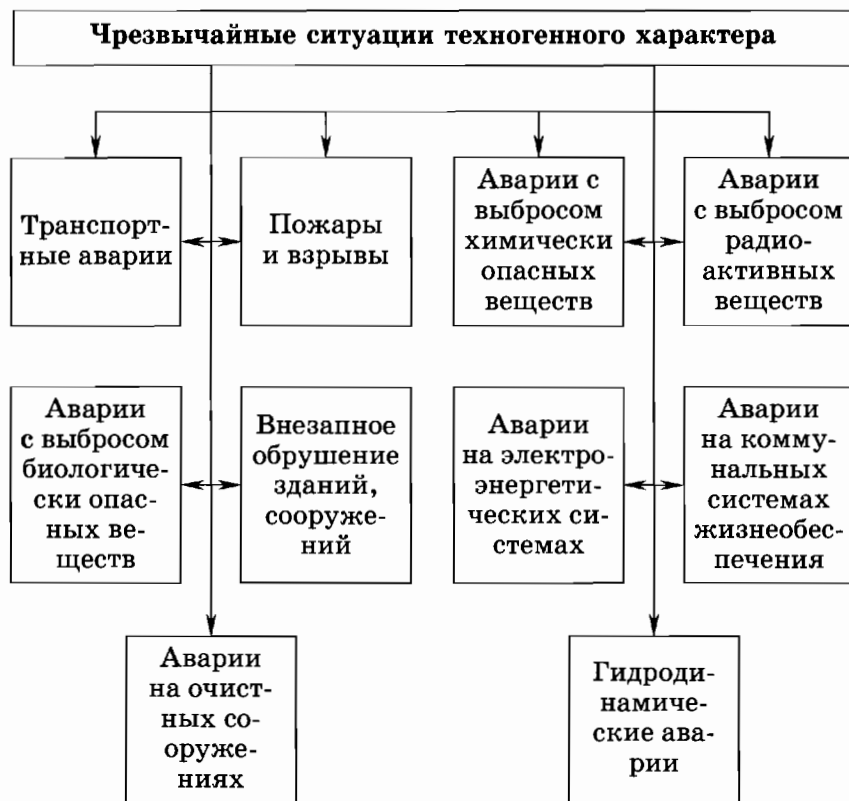 Чрезвычайные ситуации техногенного характера
Транспорт-
ные аварии
Пожары
и взрывы
Аварии с
выбросом
химически
опасных
веществ
Аварии
с выбросом
радио-
активных
веществ
Аварии
с выбросом
биологиче-
ски опас-
ных ве-
ществ
Внезапное
обрушение
зданий,
сооруже-
ний
Аварии
на электро-
энергети-
ческих си-
стемах
Аварии
на комму-
нальных
системах
жизнеобес-
печения
Аварии
на очист-
ных со-
оруже-
ниях
Гидроди-
намиче-
ские ава-
рии